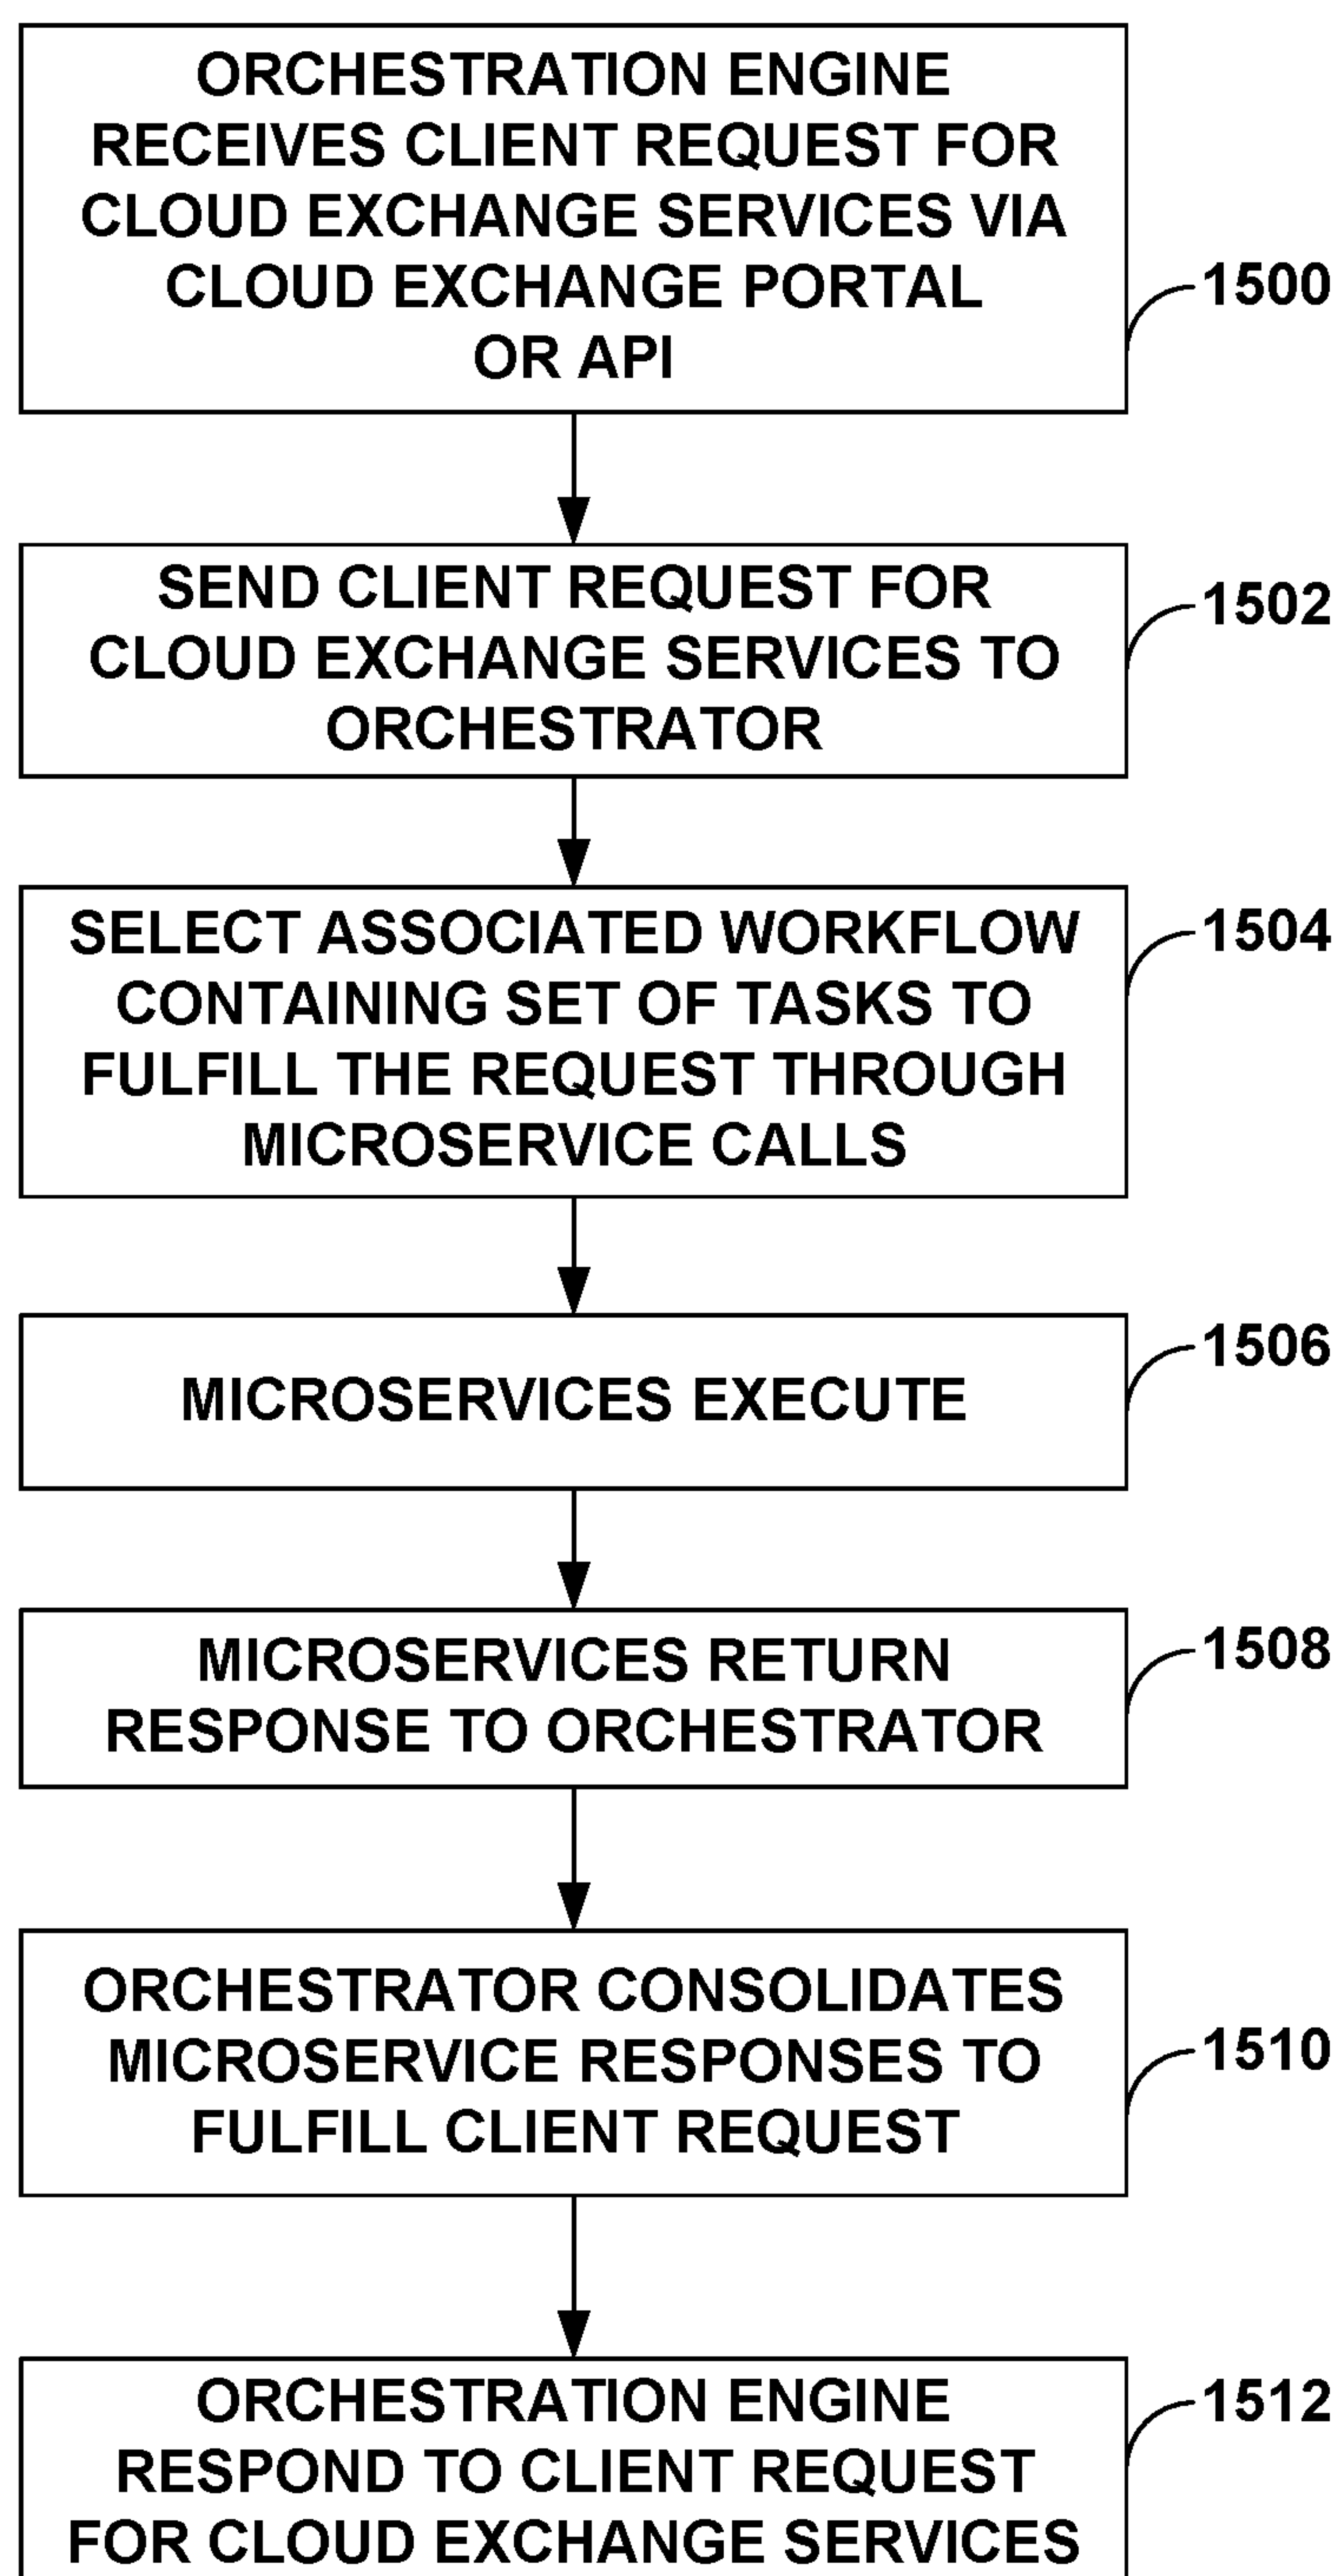 ORCHESTRATION ENGINE
RECEIVES CLIENT REQUEST FOR
CLOUD EXCHANGE SERVICES VIA
CLOUD EXCHANGE PORTAL
OR API
1500
SEND CLIENT REQUEST FOR
CLOUD EXCHANGE SERVICES TO
ORCHESTRATOR
1502
SELECT ASSOCIATED WORKFLOW
CONTAINING SET OF TASKS TO
FULFILL THE REQUEST THROUGH
MICROSERVICE CALLS
1504
MICROSERVICES EXECUTE
1506
MICROSERVICES RETURN
RESPONSE TO ORCHESTRATOR
1508
ORCHESTRATOR CONSOLIDATES
MICROSERVICE RESPONSES TO
FULFILL CLIENT REQUEST
1510
ORCHESTRATION ENGINE
RESPOND TO CLIENT REQUEST
FOR CLOUD EXCHANGE SERVICES
1512